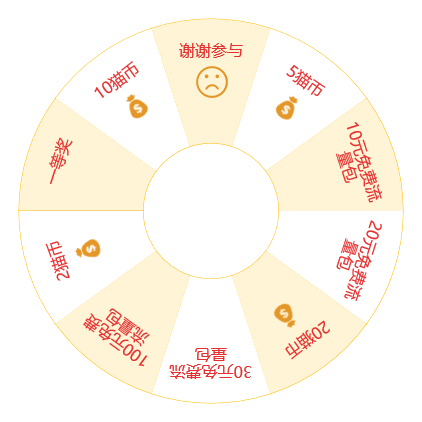 谢谢参与
5猫币
10元免费流
量包
20元免费流
量包
20猫币
30元免费流
量包
100元免费
流量包
2猫币
一等奖
10猫币